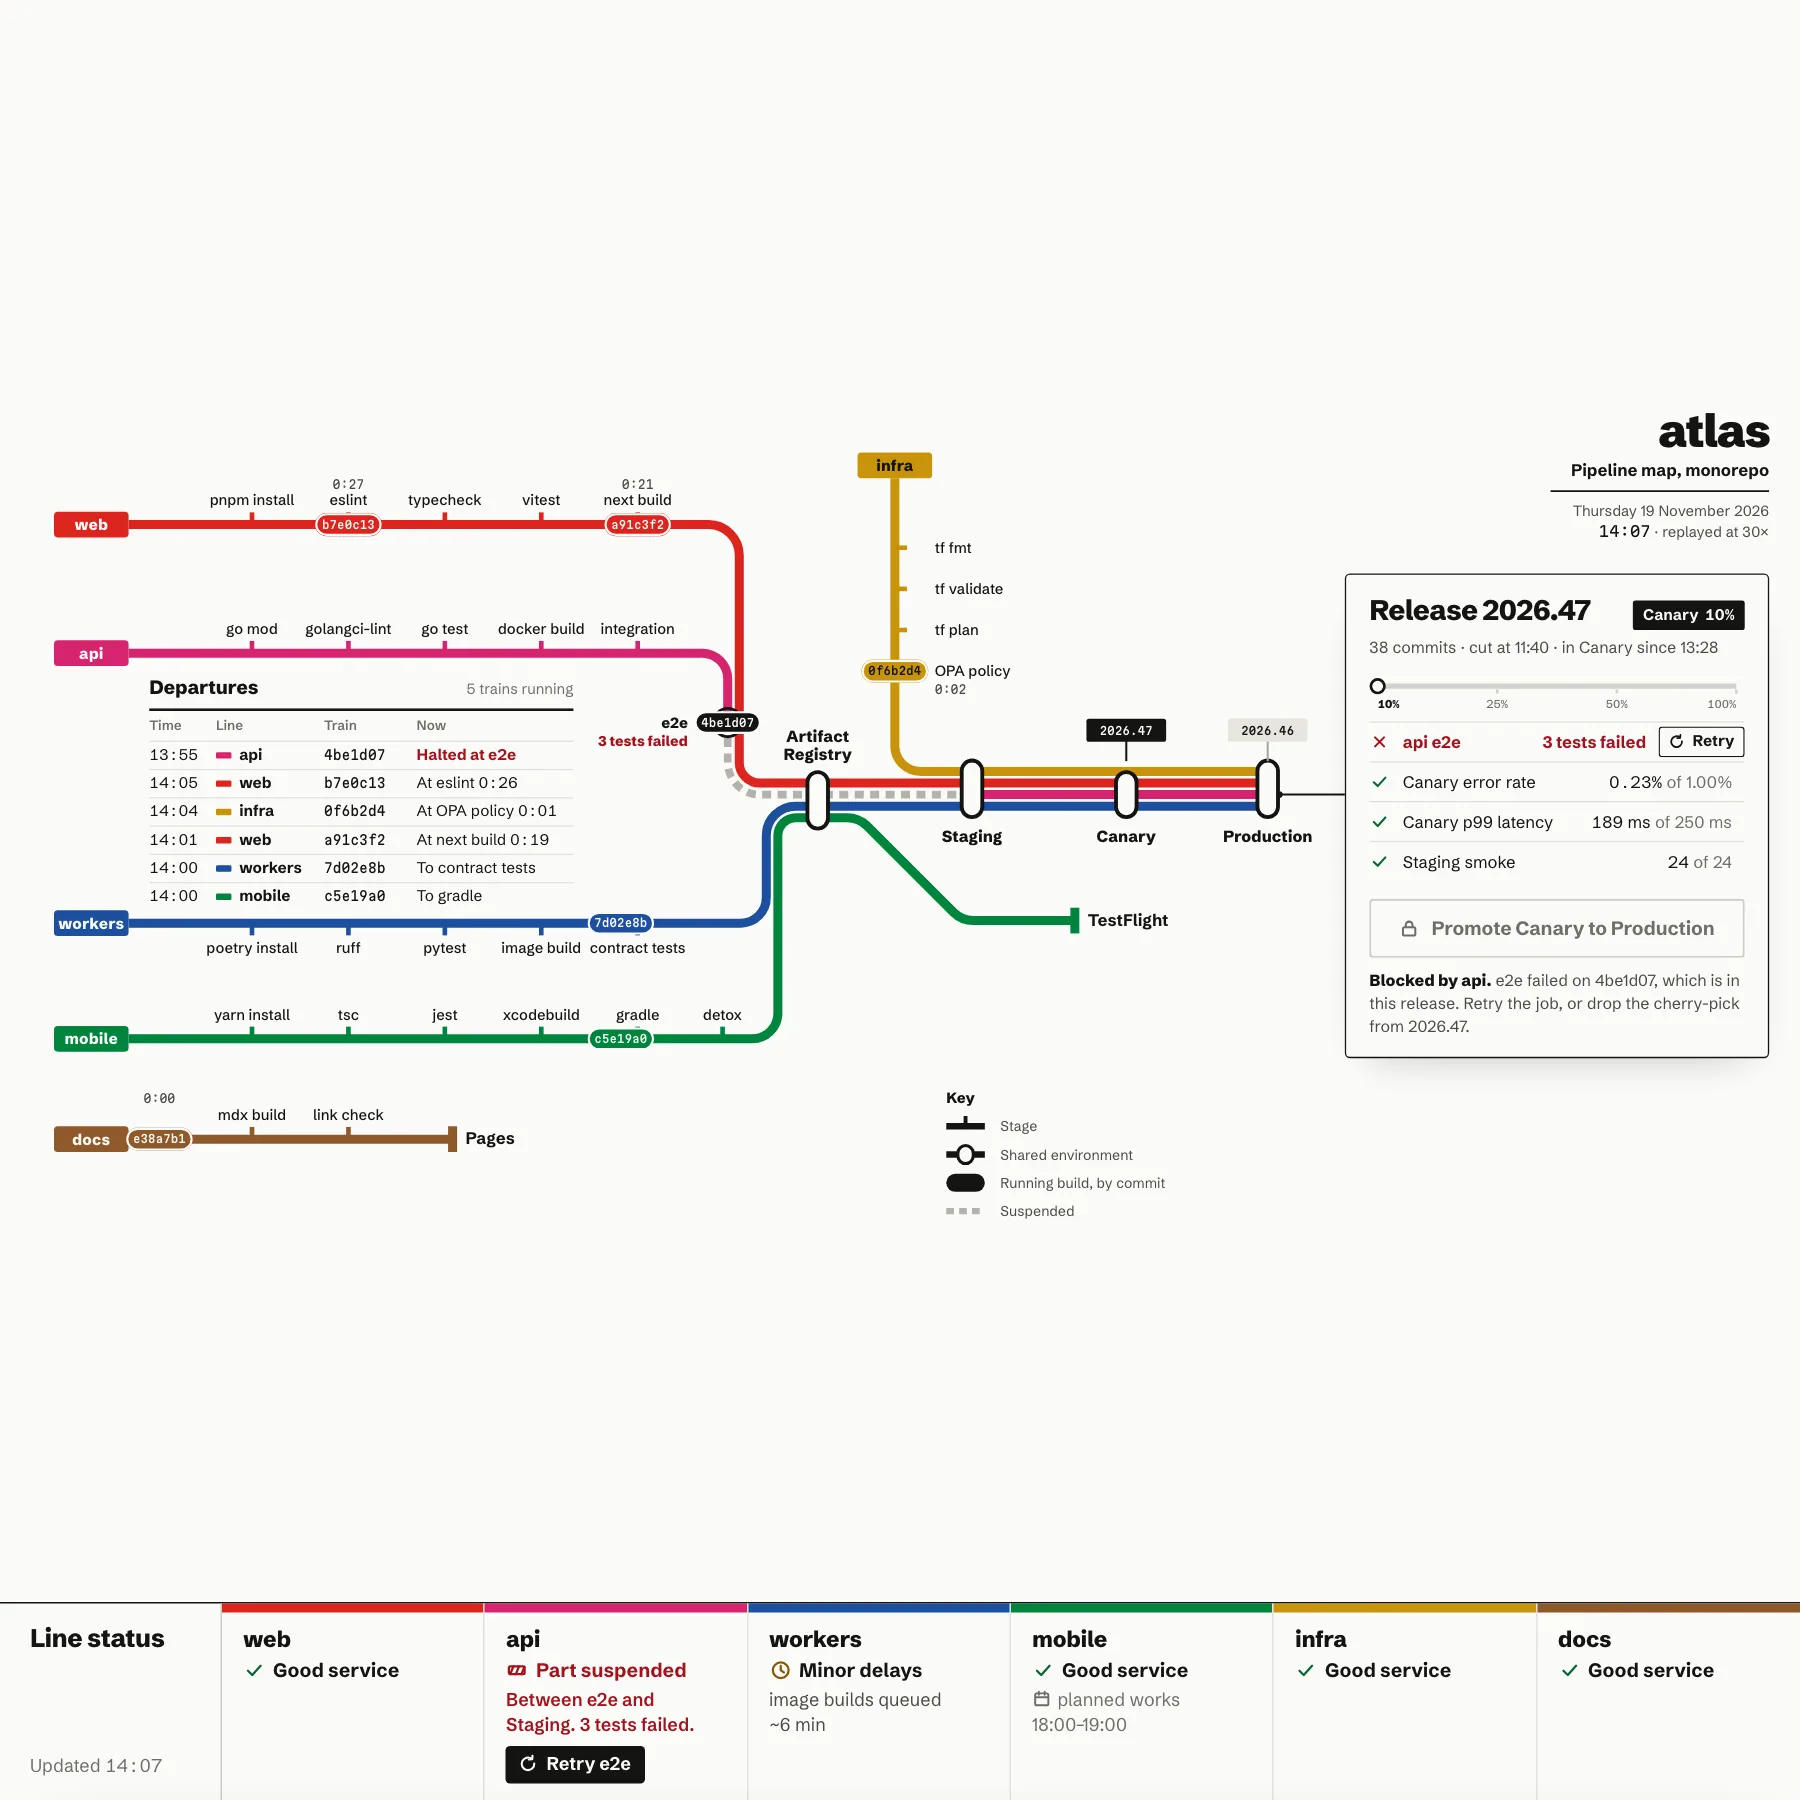 atlas
Pipeline map, monorepo
Thursday 19 November 2026
14:07 · replayed at 30×
infra
tf fmt
tf validate
tf plan
0f6b2d4 OPA policy
0:02
0:27
0:21
pnpm install eslint typecheck vitest next build
web b7e0c13 a91c3f2
go mod golangci-lint go test docker build integration
api
e2e 4be1d07
3 tests failed
Departures 5 trains running
Time Line Train Now
13:55 api 4be1d07 Halted at e2e
14:05 web b7e0c13 At eslint 0:26
14:04 infra 0f6b2d4 At OPA policy 0:01
14:01 web a91c3f2 At next build 0:19
14:00 workers 7d02e8b To contract tests
14:00 mobile c5e19a0 To gradle
Artifact
Registry
2026.47 2026.46
Staging Canary Production
TestFlight
workers 7d02e8b
poetry install ruff pytest image build contract tests
yarn install tsc jest xcodebuild gradle detox
mobile c5e19a0
0:00
mdx build link check
docs e38a7b1 Pages
Key
Stage
Shared environment
Running build, by commit
Suspended
Release 2026.47 Canary 10%
38 commits · cut at 11:40 · in Canary since 13:28
10% 25% 50% 100%
api e2e 3 tests failed Retry
Canary error rate 0.23% of 1.00%
Canary p99 latency 189 ms of 250 ms
Staging smoke 24 of 24
Promote Canary to Production
Blocked by api. e2e failed on 4be1d07, which is in
this release. Retry the job, or drop the cherry-pick
from 2026.47.
Line status
Updated 14:07
web
Good service
api
Part suspended
Between e2e and
Staging. 3 tests failed.
Retry e2e
workers
Minor delays
image builds queued
~6 min
mobile
Good service
planned works
18:00-19:00
infra
Good service
docs
Good service